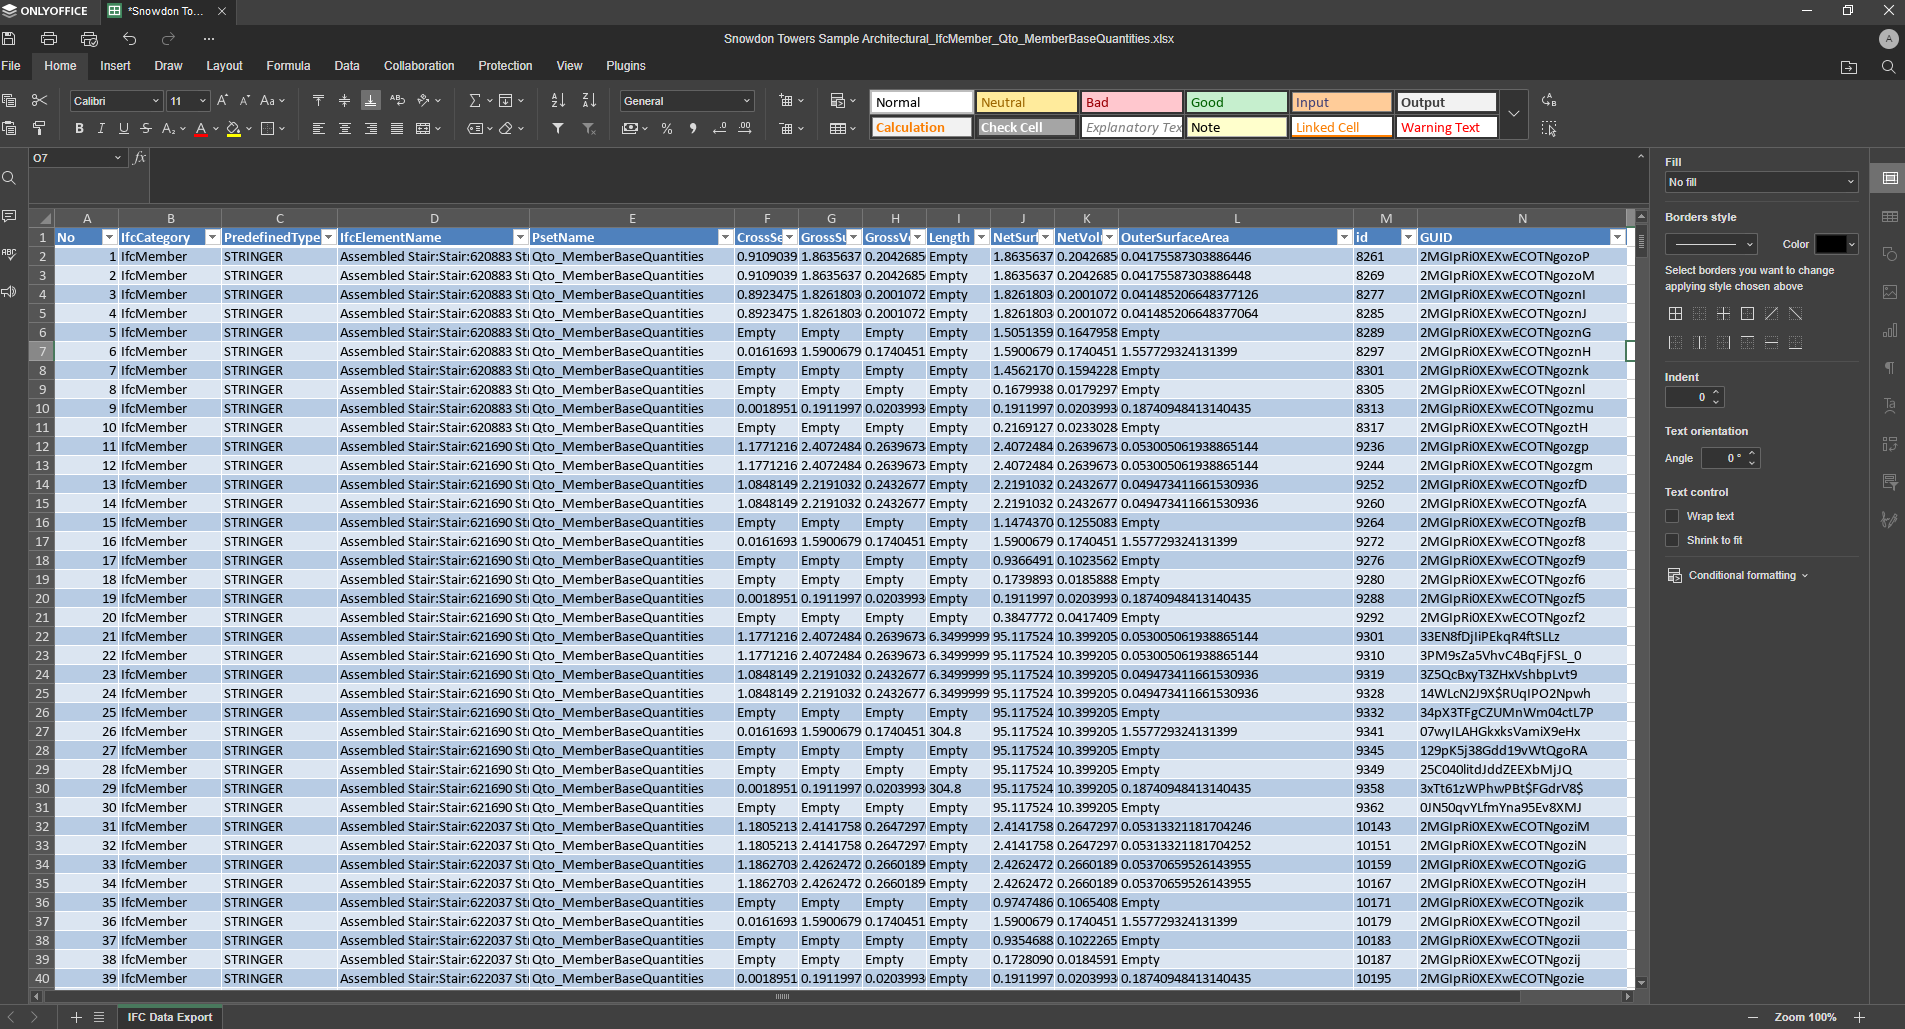 ONLYOFFICE *Snowdon To...
Snowdon Towers Sample Architectural_IfcMember_Qto_MemberBaseQuantities.xlsx A
File Home Insert Draw Layout Formula Data Collaboration Protection View Plugins
Calibri 11 General Normal Neutral Bad Good Input Output
Calculation Check Cell Explanatory Tex Note Linked Cell Warning Text
O7 fx
A B C D E F G H I J K L M N
1 No IfcCategory PredefinedType IfcElementName PsetName CrossSe GrossSu GrossV Length NetSurf NetVolu OuterSurfaceArea id GUID
2 1 IfcMember STRINGER Assembled Stair:Stair:620883 Str Qto_MemberBaseQuantities 0.9109039 1.8635637 0.2042685 Empty 1.8635637 0.2042685 0.04175587303886446 8261 2MGIpRi0XEXwECOTNgozoP
3 2 IfcMember STRINGER Assembled Stair:Stair:620883 Str Qto_MemberBaseQuantities 0.9109039 1.8635637 0.2042685 Empty 1.8635637 0.2042685 0.04175587303886448 8269 2MGIpRi0XEXwECOTNgozoM
4 3 IfcMember STRINGER Assembled Stair:Stair:620883 Str Qto_MemberBaseQuantities 0.8923475 1.8261803 0.2001072 Empty 1.8261803 0.2001072 0.041485206648377126 8277 2MGIpRi0XEXwECOTNgoznI
5 4 IfcMember STRINGER Assembled Stair:Stair:620883 Str Qto_MemberBaseQuantities 0.8923475 1.8261803 0.2001072 Empty 1.8261803 0.2001072 0.041485206648377064 8285 2MGIpRi0XEXwECOTNgoznJ
6 5 IfcMember STRINGER Assembled Stair:Stair:620883 Str Qto_MemberBaseQuantities Empty Empty Empty Empty 1.5051359 0.1647958 Empty 8289 2MGIpRi0XEXwECOTNgoznG
7 6 IfcMember STRINGER Assembled Stair:Stair:620883 Str Qto_MemberBaseQuantities 0.0161693 1.5900679 0.1740451 Empty 1.5900679 0.1740451 1.557729324131399 8297 2MGIpRi0XEXwECOTNgoznH
8 7 IfcMember STRINGER Assembled Stair:Stair:620883 Str Qto_MemberBaseQuantities Empty Empty Empty Empty 1.4562170 0.1594228 Empty 8301 2MGIpRi0XEXwECOTNgoznk
9 8 IfcMember STRINGER Assembled Stair:Stair:620883 Str Qto_MemberBaseQuantities Empty Empty Empty Empty 0.1679938 0.0179297 Empty 8305 2MGIpRi0XEXwECOTNgoznl
10 9 IfcMember STRINGER Assembled Stair:Stair:620883 Str Qto_MemberBaseQuantities 0.0018951 0.1911997 0.0203993 Empty 0.1911997 0.0203993 0.18740948413140435 8313 2MGIpRi0XEXwECOTNgozmu
11 10 IfcMember STRINGER Assembled Stair:Stair:620883 Str Qto_MemberBaseQuantities Empty Empty Empty Empty 0.2169127 0.0233028 Empty 8317 2MGIpRi0XEXwECOTNgoztH
12 11 IfcMember STRINGER Assembled Stair:Stair:621690 Str Qto_MemberBaseQuantities 1.1771216 2.4072484 0.2639673 Empty 2.4072484 0.2639673 0.053005061938865144 9236 2MGIpRi0XEXwECOTNgozgp
13 12 IfcMember STRINGER Assembled Stair:Stair:621690 Str Qto_MemberBaseQuantities 1.1771216 2.4072484 0.2639673 Empty 2.4072484 0.2639673 0.053005061938865144 9244 2MGIpRi0XEXwECOTNgozgm
14 13 IfcMember STRINGER Assembled Stair:Stair:621690 Str Qto_MemberBaseQuantities 1.0848149 2.2191032 0.2432677 Empty 2.2191032 0.2432677 0.049473411661530936 9252 2MGIpRi0XEXwECOTNgozfD
15 14 IfcMember STRINGER Assembled Stair:Stair:621690 Str Qto_MemberBaseQuantities 1.0848149 2.2191032 0.2432677 Empty 2.2191032 0.2432677 0.049473411661530936 9260 2MGIpRi0XEXwECOTNgozfA
16 15 IfcMember STRINGER Assembled Stair:Stair:621690 Str Qto_MemberBaseQuantities Empty Empty Empty Empty 1.1474370 0.1255083 Empty 9264 2MGIpRi0XEXwECOTNgozfB
17 16 IfcMember STRINGER Assembled Stair:Stair:621690 Str Qto_MemberBaseQuantities 0.0161693 1.5900679 0.1740451 Empty 1.5900679 0.1740451 1.557729324131399 9272 2MGIpRi0XEXwECOTNgozf8
18 17 IfcMember STRINGER Assembled Stair:Stair:621690 Str Qto_MemberBaseQuantities Empty Empty Empty Empty 0.9366491 0.1023562 Empty 9276 2MGIpRi0XEXwECOTNgozf9
19 18 IfcMember STRINGER Assembled Stair:Stair:621690 Str Qto_MemberBaseQuantities Empty Empty Empty Empty 0.1739893 0.0185888 Empty 9280 2MGIpRi0XEXwECOTNgozf6
20 19 IfcMember STRINGER Assembled Stair:Stair:621690 Str Qto_MemberBaseQuantities 0.0018951 0.1911997 0.0203993 Empty 0.1911997 0.0203993 0.18740948413140435 9288 2MGIpRi0XEXwECOTNgozf5
21 20 IfcMember STRINGER Assembled Stair:Stair:621690 Str Qto_MemberBaseQuantities Empty Empty Empty Empty 0.3847772 0.0417409 Empty 9292 2MGIpRi0XEXwECOTNgozf2
22 21 IfcMember STRINGER Assembled Stair:Stair:621690 Str Qto_MemberBaseQuantities 1.1771216 2.4072484 0.2639673 6.3499999 95.117524 10.399205 0.053005061938865144 9301 33EN8fDjIiPEkqR4ftSLLz
23 22 IfcMember STRINGER Assembled Stair:Stair:621690 Str Qto_MemberBaseQuantities 1.1771216 2.4072484 0.2639673 6.3499999 95.117524 10.399205 0.053005061938865144 9310 3PM9sZa5VhvC4BqFjFSL_0
24 23 IfcMember STRINGER Assembled Stair:Stair:621690 Str Qto_MemberBaseQuantities 1.0848149 2.2191032 0.2432677 6.3499999 95.117524 10.399205 0.049473411661530936 9319 3Z5QcBxyT3ZHxVshbpLvt9
25 24 IfcMember STRINGER Assembled Stair:Stair:621690 Str Qto_MemberBaseQuantities 1.0848149 2.2191032 0.2432677 6.3499999 95.117524 10.399205 0.049473411661530936 9328 14WLcN2J9X$RUqIPO2Npwh
26 25 IfcMember STRINGER Assembled Stair:Stair:621690 Str Qto_MemberBaseQuantities Empty Empty Empty Empty 95.117524 10.399205 Empty 9332 34pX3TFgCZUMnWm04ctL7P
27 26 IfcMember STRINGER Assembled Stair:Stair:621690 Str Qto_MemberBaseQuantities 0.0161693 1.5900679 0.1740451 304.8 95.117524 10.399205 1.557729324131399 9341 07wyILAHGkxksVamiX9eHx
28 27 IfcMember STRINGER Assembled Stair:Stair:621690 Str Qto_MemberBaseQuantities Empty Empty Empty Empty 95.117524 10.399205 Empty 9345 129pK5j38Gdd19vWtQgoRA
29 28 IfcMember STRINGER Assembled Stair:Stair:621690 Str Qto_MemberBaseQuantities Empty Empty Empty Empty 95.117524 10.399205 Empty 9349 25C040litdJddZEEXbMjJQ
30 29 IfcMember STRINGER Assembled Stair:Stair:621690 Str Qto_MemberBaseQuantities 0.0018951 0.1911997 0.0203993 304.8 95.117524 10.399205 0.18740948413140435 9358 3xTt61zWPhwPBt$FGdrV8$
31 30 IfcMember STRINGER Assembled Stair:Stair:621690 Str Qto_MemberBaseQuantities Empty Empty Empty Empty 95.117524 10.399205 Empty 9362 0JN50qvYLfmYna95Ev8XMJ
32 31 IfcMember STRINGER Assembled Stair:Stair:622037 Str Qto_MemberBaseQuantities 1.1805213 2.4141758 0.2647297 Empty 2.4141758 0.2647297 0.05313321181704246 10143 2MGIpRi0XEXwECOTNgoziM
33 32 IfcMember STRINGER Assembled Stair:Stair:622037 Str Qto_MemberBaseQuantities 1.1805213 2.4141758 0.2647297 Empty 2.4141758 0.2647297 0.05313321181704252 10151 2MGIpRi0XEXwECOTNgoziN
34 33 IfcMember STRINGER Assembled Stair:Stair:622037 Str Qto_MemberBaseQuantities 1.1862703 2.4262472 0.2660189 Empty 2.4262472 0.2660189 0.05370659526143955 10159 2MGIpRi0XEXwECOTNgoziG
35 34 IfcMember STRINGER Assembled Stair:Stair:622037 Str Qto_MemberBaseQuantities 1.1862703 2.4262472 0.2660189 Empty 2.4262472 0.2660189 0.05370659526143955 10167 2MGIpRi0XEXwECOTNgoziH
36 35 IfcMember STRINGER Assembled Stair:Stair:622037 Str Qto_MemberBaseQuantities Empty Empty Empty Empty 0.9747486 0.1065408 Empty 10171 2MGIpRi0XEXwECOTNgozik
37 36 IfcMember STRINGER Assembled Stair:Stair:622037 Str Qto_MemberBaseQuantities 0.0161693 1.5900679 0.1740451 Empty 1.5900679 0.1740451 1.557729324131399 10179 2MGIpRi0XEXwECOTNgozil
38 37 IfcMember STRINGER Assembled Stair:Stair:622037 Str Qto_MemberBaseQuantities Empty Empty Empty Empty 0.9354688 0.1022265 Empty 10183 2MGIpRi0XEXwECOTNgozii
39 38 IfcMember STRINGER Assembled Stair:Stair:622037 Str Qto_MemberBaseQuantities Empty Empty Empty Empty 0.1728090 0.0184591 Empty 10187 2MGIpRi0XEXwECOTNgozij
40 39 IfcMember STRINGER Assembled Stair:Stair:622037 Str Qto_MemberBaseQuantities 0.0018951 0.1911997 0.0203993 Empty 0.1911997 0.0203993 0.18740948413140435 10195 2MGIpRi0XEXwECOTNgozie
Fill
No fill
Borders style
Color
Select borders you want to change
applying style chosen above
Indent
0
Text orientation
Angle 0 °
Text control
Wrap text
Shrink to fit
Conditional formatting
IFC Data Export
Zoom 100%